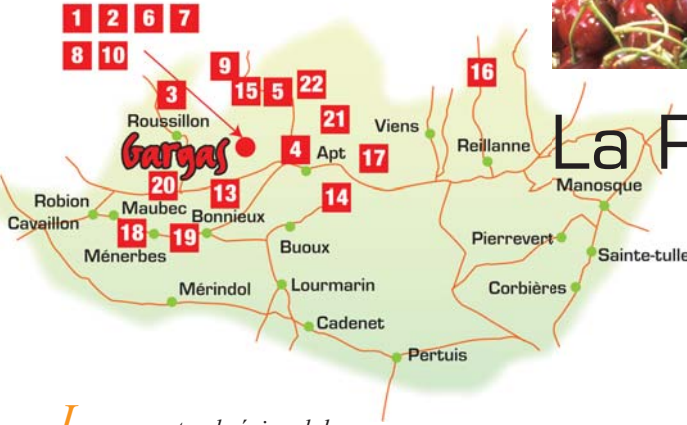 1 2 6 7
8 10
9
15 5 22
16
3
21
Roussillon
Viens
Gargas
4 Apt 17
Reillanne
La
20
13
14
Manosque
Robion
Maubec
Bonnieux
Cavaillon
18 19
Ménerbes
Buoux
Pierrevert
Sainte-tulle
Mérindol
Lourmarin
Corbières
Cadenet
Pertuis